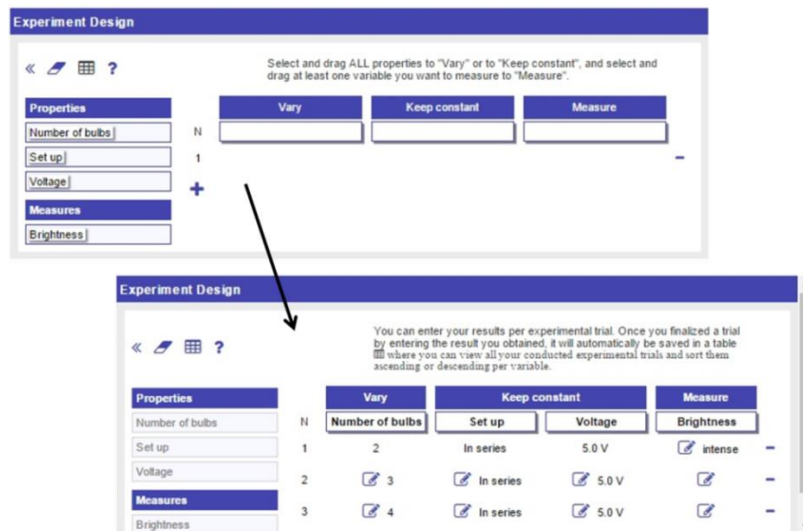 Experiment Design
?
Select and drag ALL properties to "Vary" or to "Keep constant", and select and
drag at least one variable you want to measure to "Measure".
Properties
Number of bulbs
Set up
Voltage
Measures
Brightness
N
1
Vary Keep constant Measure
Experiment Design
?
You can enter your results per experimental trial. Once you finalized a trial
by entering the result you obtained, it will automatically be saved in a table
where you can view all your conducted experimental trials and sort them
ascending or descending per variable.
Properties
Number of bulbs
Set up
Voltage
Measures
Brightness
Vary Keep constant Measure
N Number of bulbs Set up Voltage Brightness
1 2 In series 5.0 V intense
2 3 In series 5.0 V
3 4 In series 5.0 V